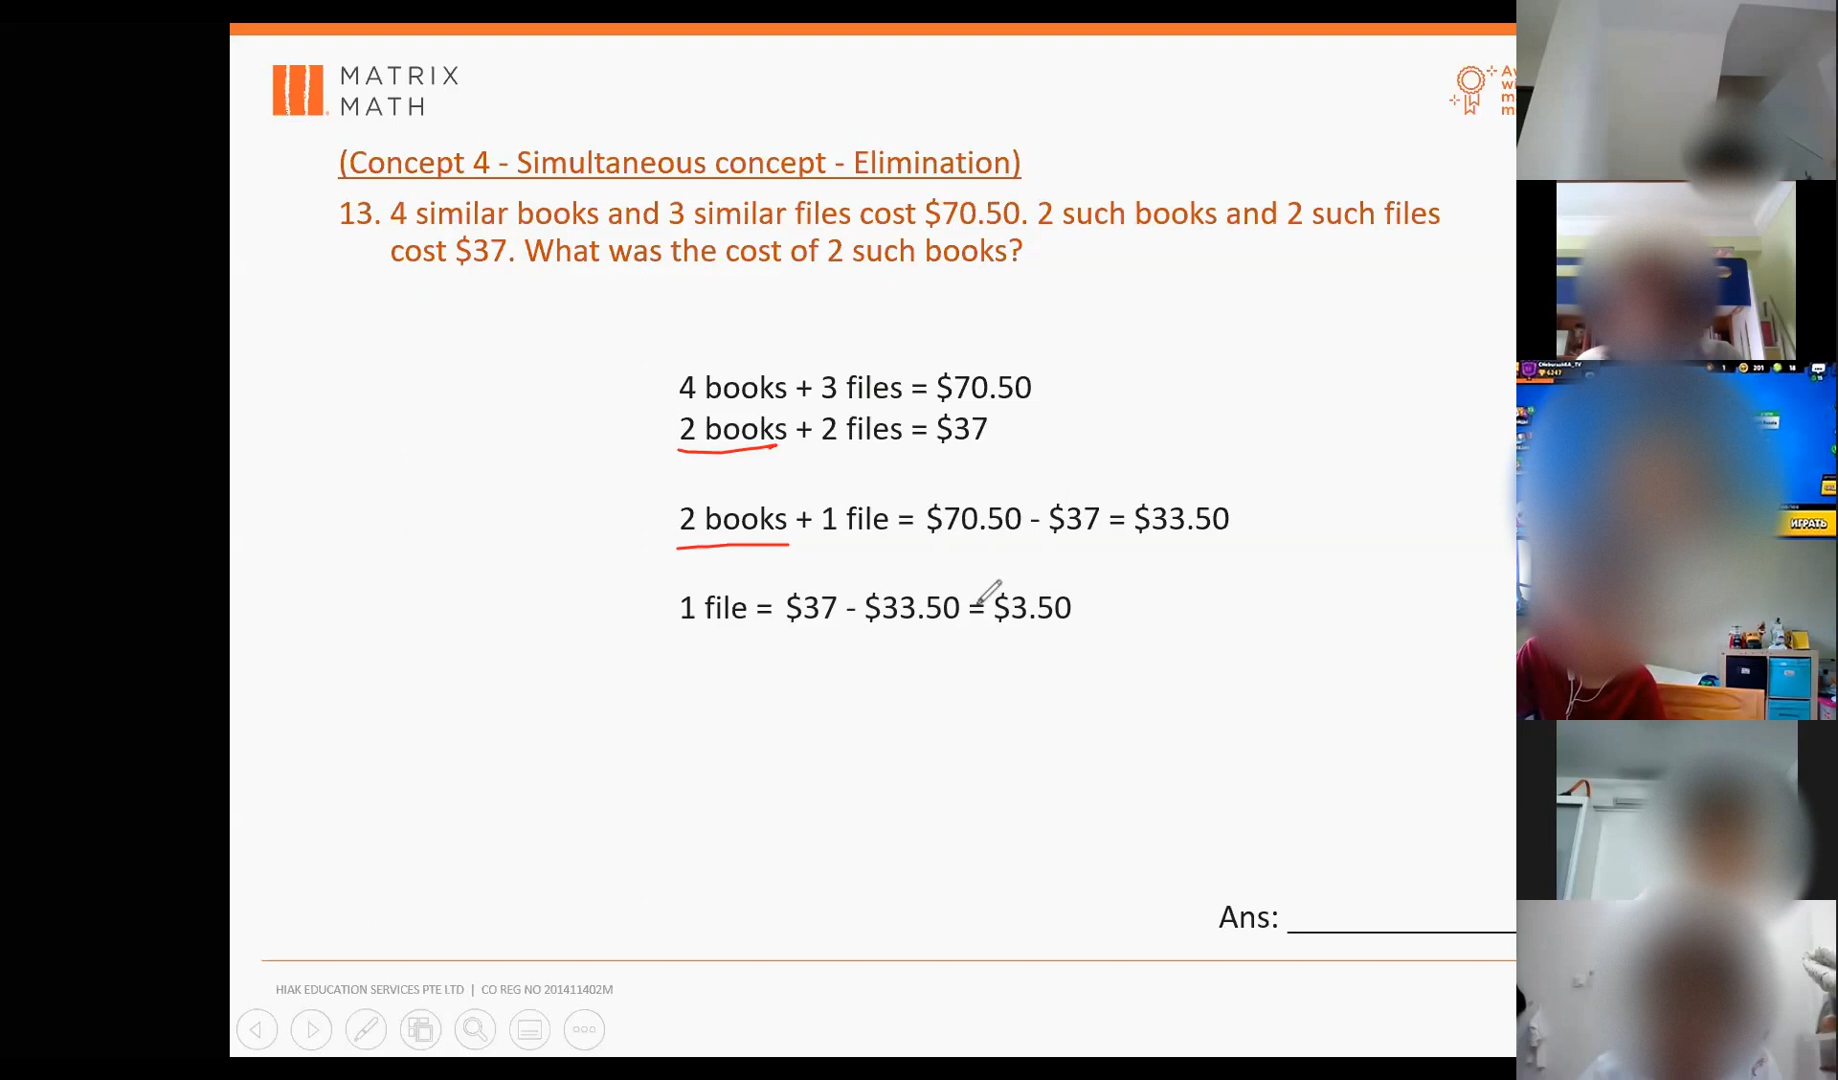 MATRIX
MATH
(Concept 4 - Simultaneous concept - Elimination)
13. 4 similar books and 3 similar files cost $70.50. 2 such books and 2 such files
cost $37. What was the cost of 2 such books?
4 books + 3 files = $70.50
2 books + 2 files = $37
2 books + 1 file = $70.50 - $37 = $33.50
1 file = $37 - $33.50 = $3.50
Ans:
HIAK EDUCATION SERVICES PTE LTD | CO REG NO 201411402M
ИГРАТЬ